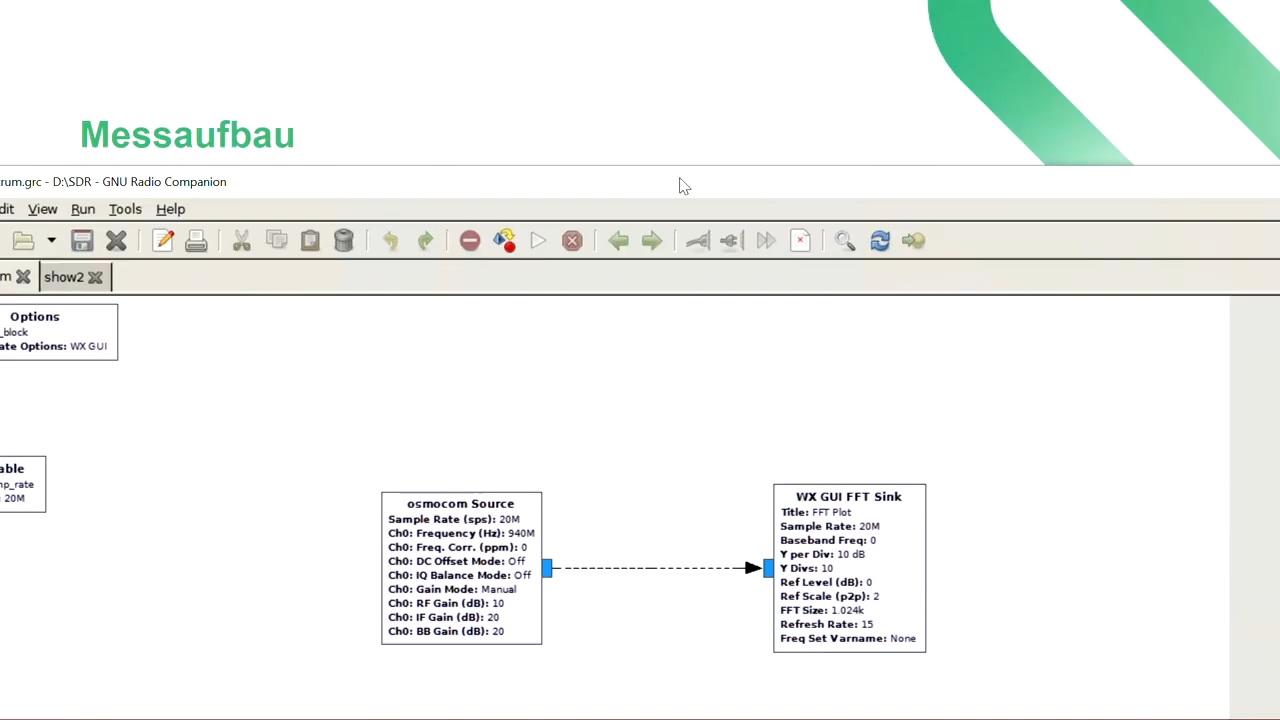 Messaufbau
rum.grc - D:\SDR - GNU Radio Companion
dit View Run Tools Help
m show2
Options
_block
ate Options: WX GUI
able
mp_rate
: 20M
osmocom Source
Sample Rate (sps): 20M
Ch0: Frequency (Hz): 940M
Ch0: Freq. Corr. (ppm): 0
Ch0: DC Offset Mode: Off
Ch0: IQ Balance Mode: Off
Ch0: Gain Mode: Manual
Ch0: RF Gain (dB): 10
Ch0: IF Gain (dB): 20
Ch0: BB Gain (dB): 20
WX GUI FFT Sink
Title: FFT Plot
Sample Rate: 20M
Baseband Freq: 0
Y per Div: 10 dB
Y Divs: 10
Ref Level (dB): 0
Ref Scale (p2p): 2
FFT Size: 1.024k
Refresh Rate: 15
Freq Set Varname: None